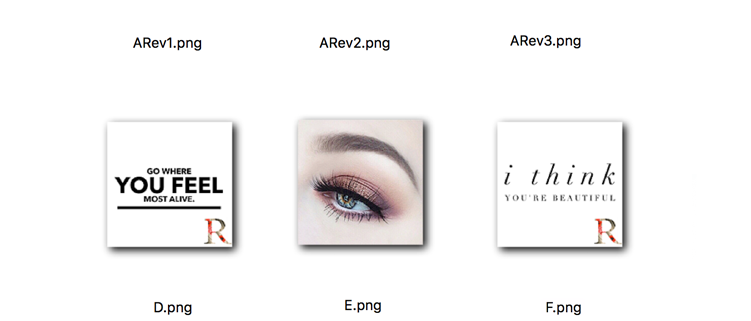 ARev1.png ARev2.png ARev3.png
GO WHERE
YOU FEEL
MOST ALIVE.
R
i think
YOU'RE BEAUTIFUL
R
D.png E.png F.png